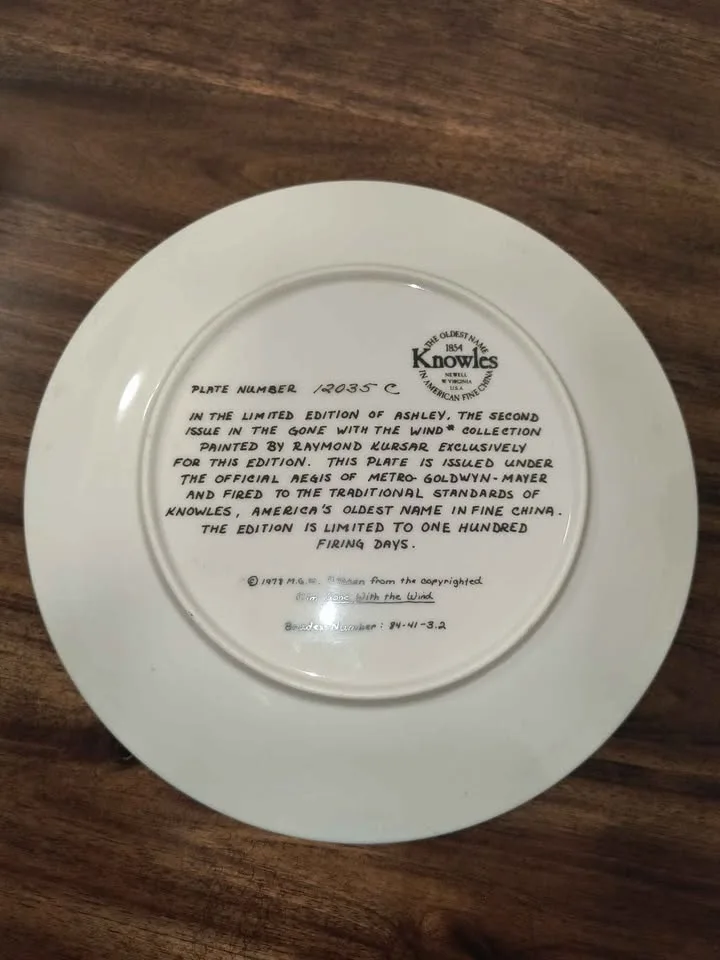 THE OLDEST NAME
1854
Knowles
NEWELL
W VIRGINIA
U.S.A
IN AMERICAN FINE CHINA
PLATE NUMBER 12035 C
IN THE LIMITED EDITION OF ASHLEY, THE SECOND
ISSUE IN THE GONE WITH THE WIND* COLLECTION
PAINTED BY RAYMOND KURSAR EXCLUSIVELY
FOR THIS EDITION. THIS PLATE IS ISSUED UNDER
THE OFFICIAL AEGIS OF METRO-GOLDWYN-MAYER
AND FIRED TO THE TRADITIONAL STANDARDS OF
KNOWLES, AMERICA'S OLDEST NAME IN FINE CHINA.
THE EDITION IS LIMITED TO ONE HUNDRED
FIRING DAYS.
© 1978 M.G.M. from the copyrighted
Film Gone With the Wind
Bradex Number: 84-41-3.2